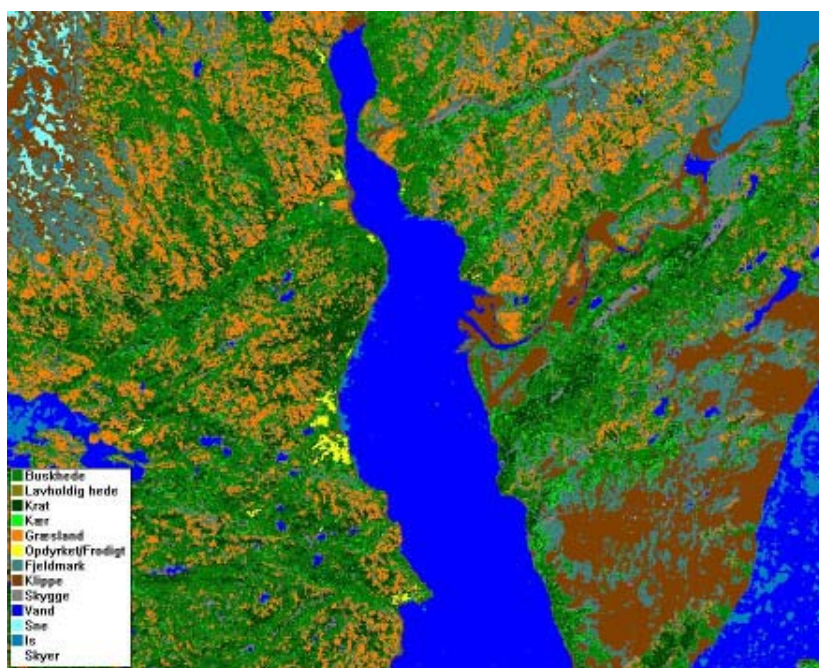 Buskhede
Lavholdig hede
Krat
Kær
Græsland
Opdyrket/Frodigt
Fjeldmark
Klippe
Skygge
Vand
Sne
Is
Skyer